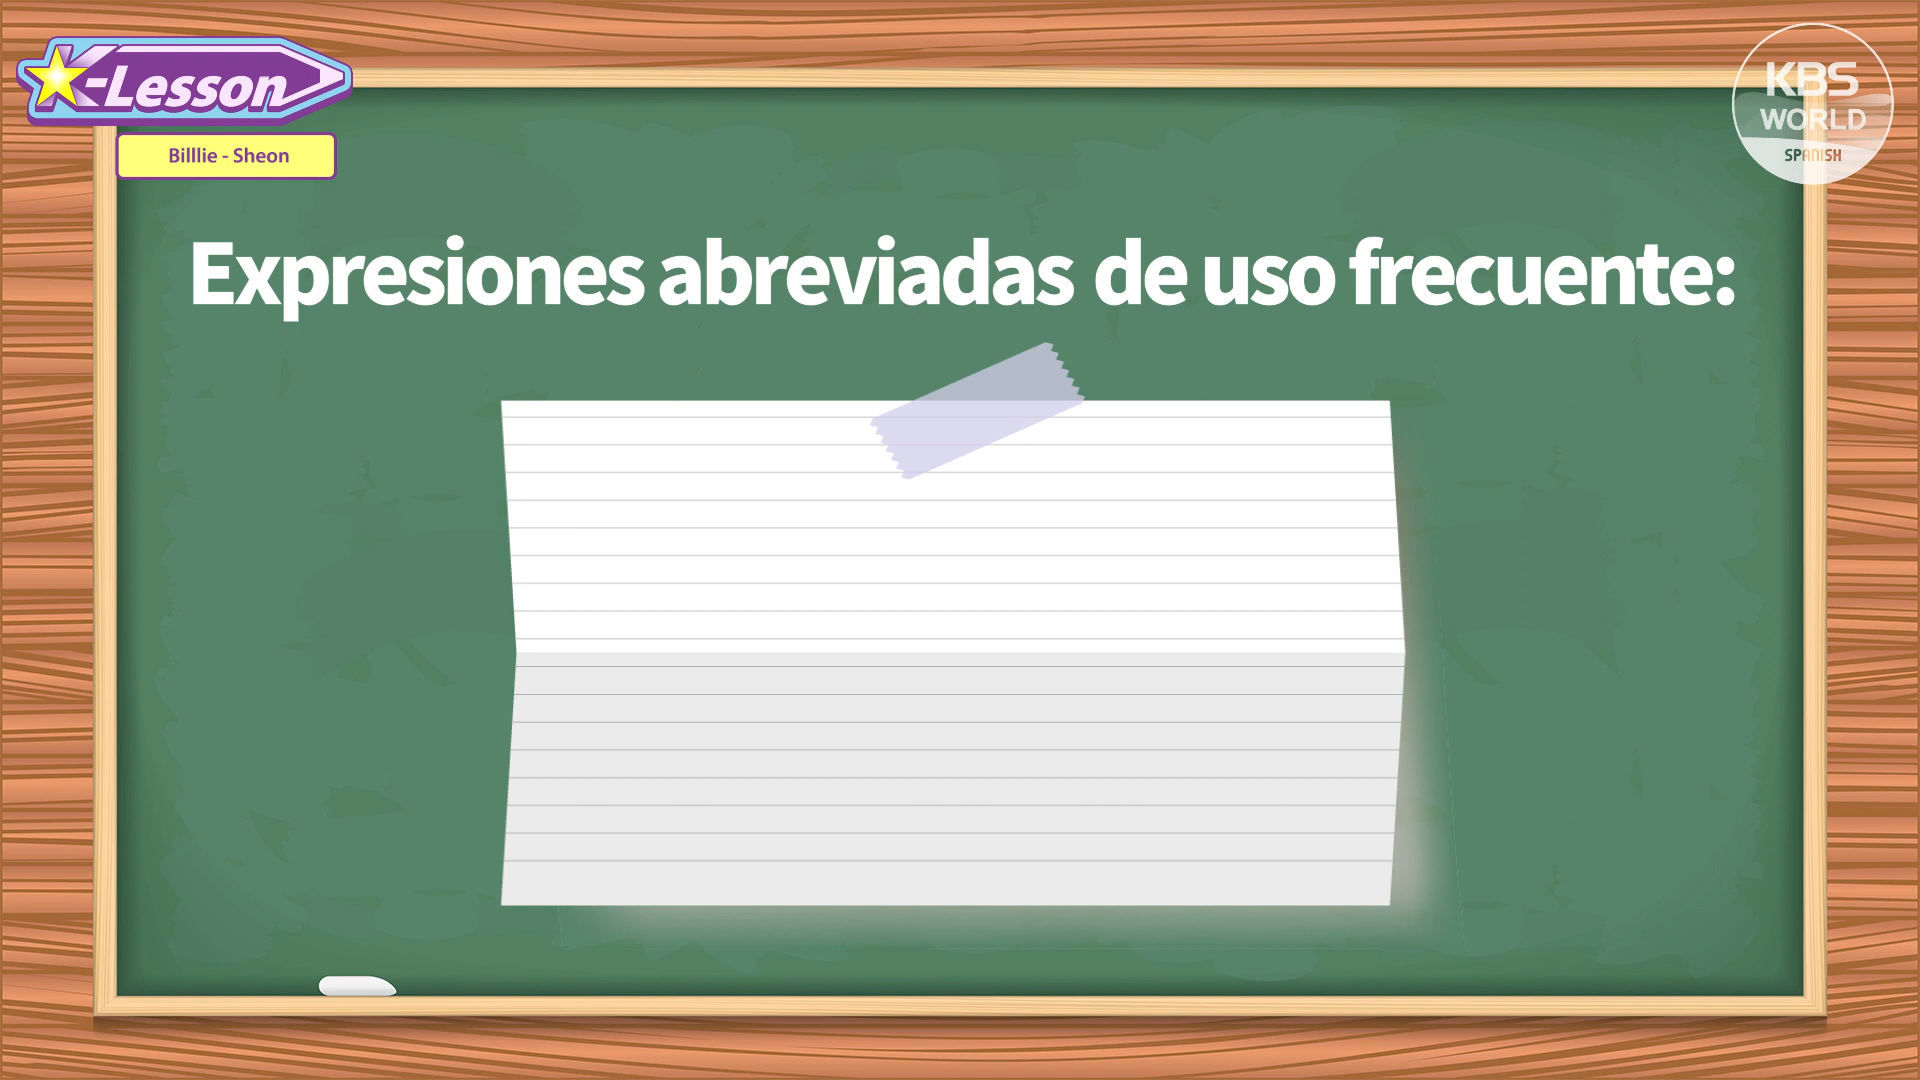 K-Lesson
Billlie - Sheon
KBS
WORLD
SPANISH
Expresiones abreviadas de uso frecuente: